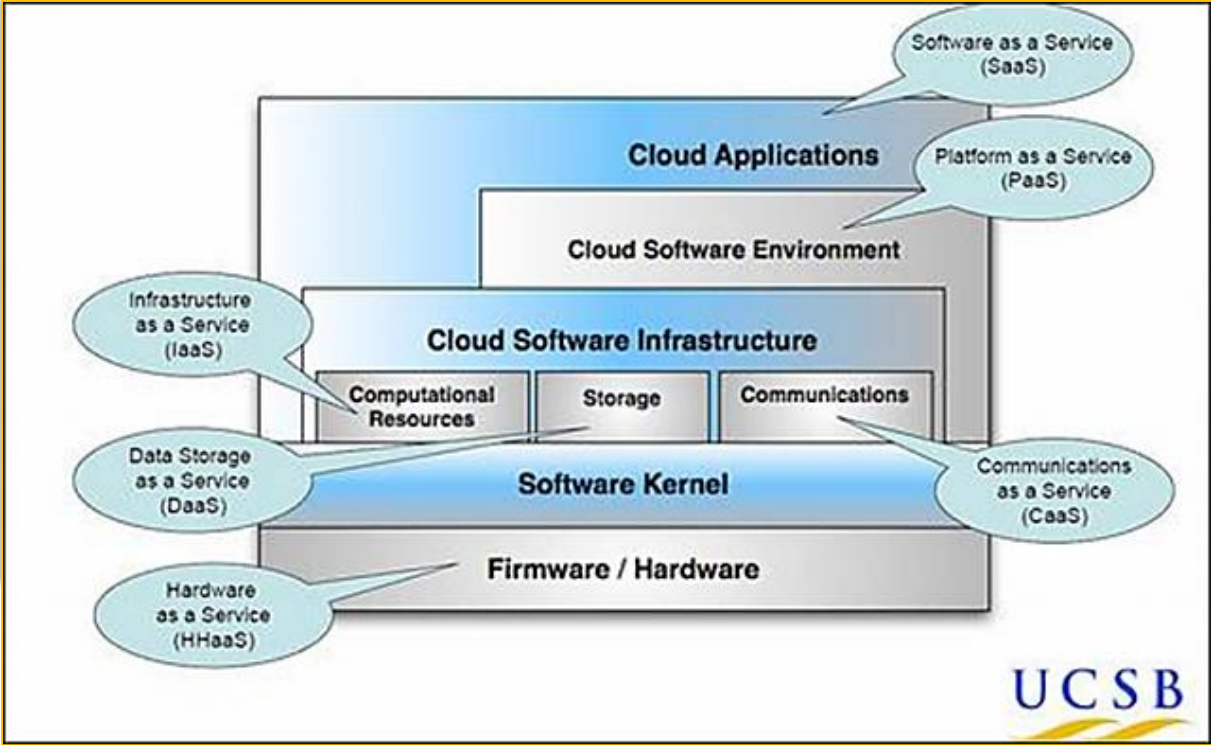 Software as a Service
(SaaS)
Cloud Applications
Platform as a Service
(PaaS)
Cloud Software Environment
Infrastructure
as a Service
(IaaS)
Cloud Software Infrastructure
Computational
Resources
Storage
Communications
Data Storage
as a Service
(DaaS)
Software Kernel
Communications
as a Service
(CaaS)
Firmware / Hardware
Hardware
as a Service
(HHaaS)
UCSB